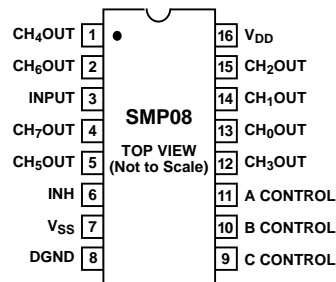 CH4OUT 1 16 VDD
CH6OUT 2 15 CH2OUT
INPUT 3 14 CH1OUT
SMP08
CH7OUT 4 13 CH0OUT
TOP VIEW
CH5OUT 5 12 CH3OUT
(Not to Scale)
INH 6 11 A CONTROL
VSS 7 10 B CONTROL
DGND 8 9 C CONTROL